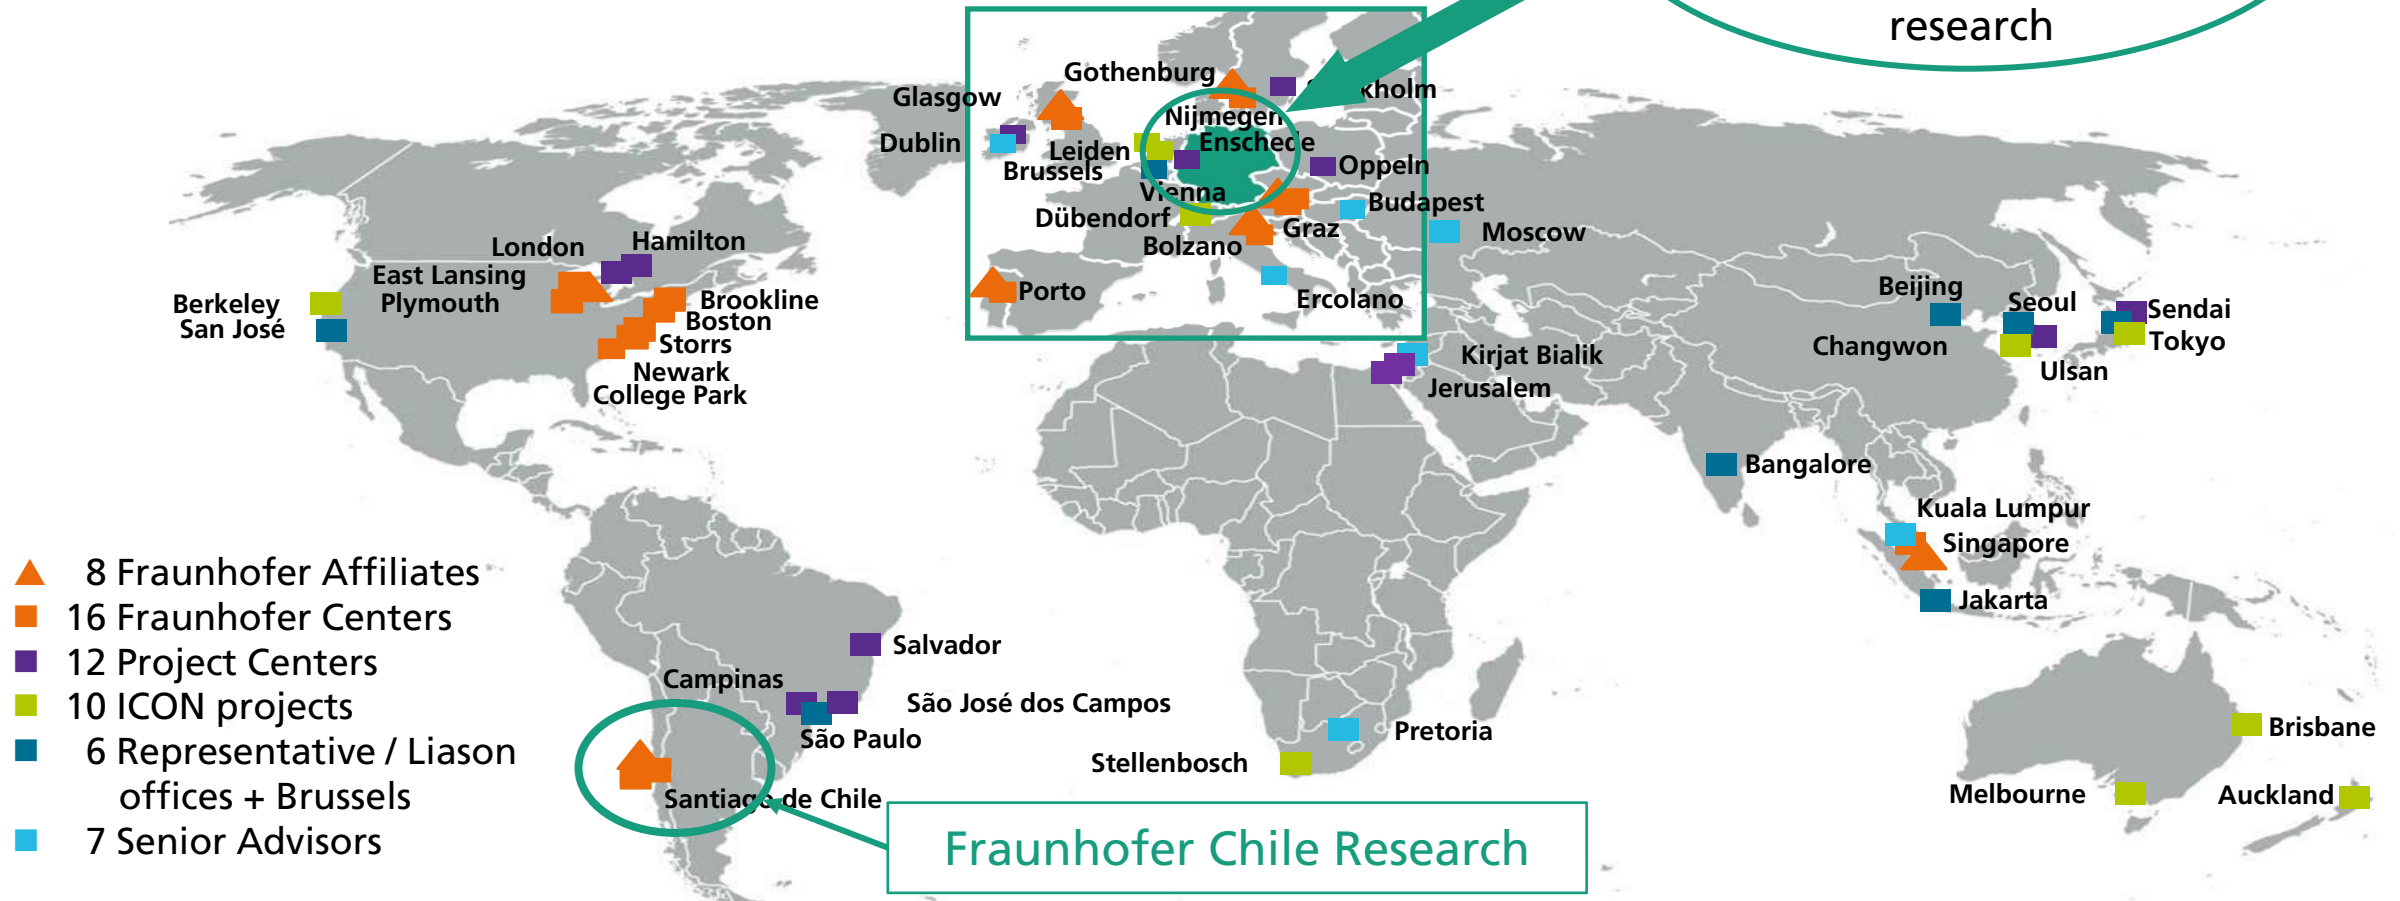 research
Gothenburg
Glasgow
Nijmegen
Dublin
Enschede
Leiden
Brussels
Oppeln
Vienna
Budapest
Dübendorf
Graz
Moscow
Bolzano
London
Hamilton
East Lansing
Plymouth
Porto
Ercolano
Berkeley
San José
Brookline
Boston
Storrs
Newark
College Park
Beijing
Seoul
Sendai
Tokyo
Changwon
Ulsan
Kirjat Bialik
Jerusalem
Bangalore
Kuala Lumpur
Singapore
Jakarta
8 Fraunhofer Affiliates
16 Fraunhofer Centers
12 Project Centers
10 ICON projects
6 Representative / Liason
offices + Brussels
7 Senior Advisors
Salvador
Campinas
São José dos Campos
São Paulo
Santiago de Chile
Pretoria
Stellenbosch
Brisbane
Melbourne
Auckland
Fraunhofer Chile Research